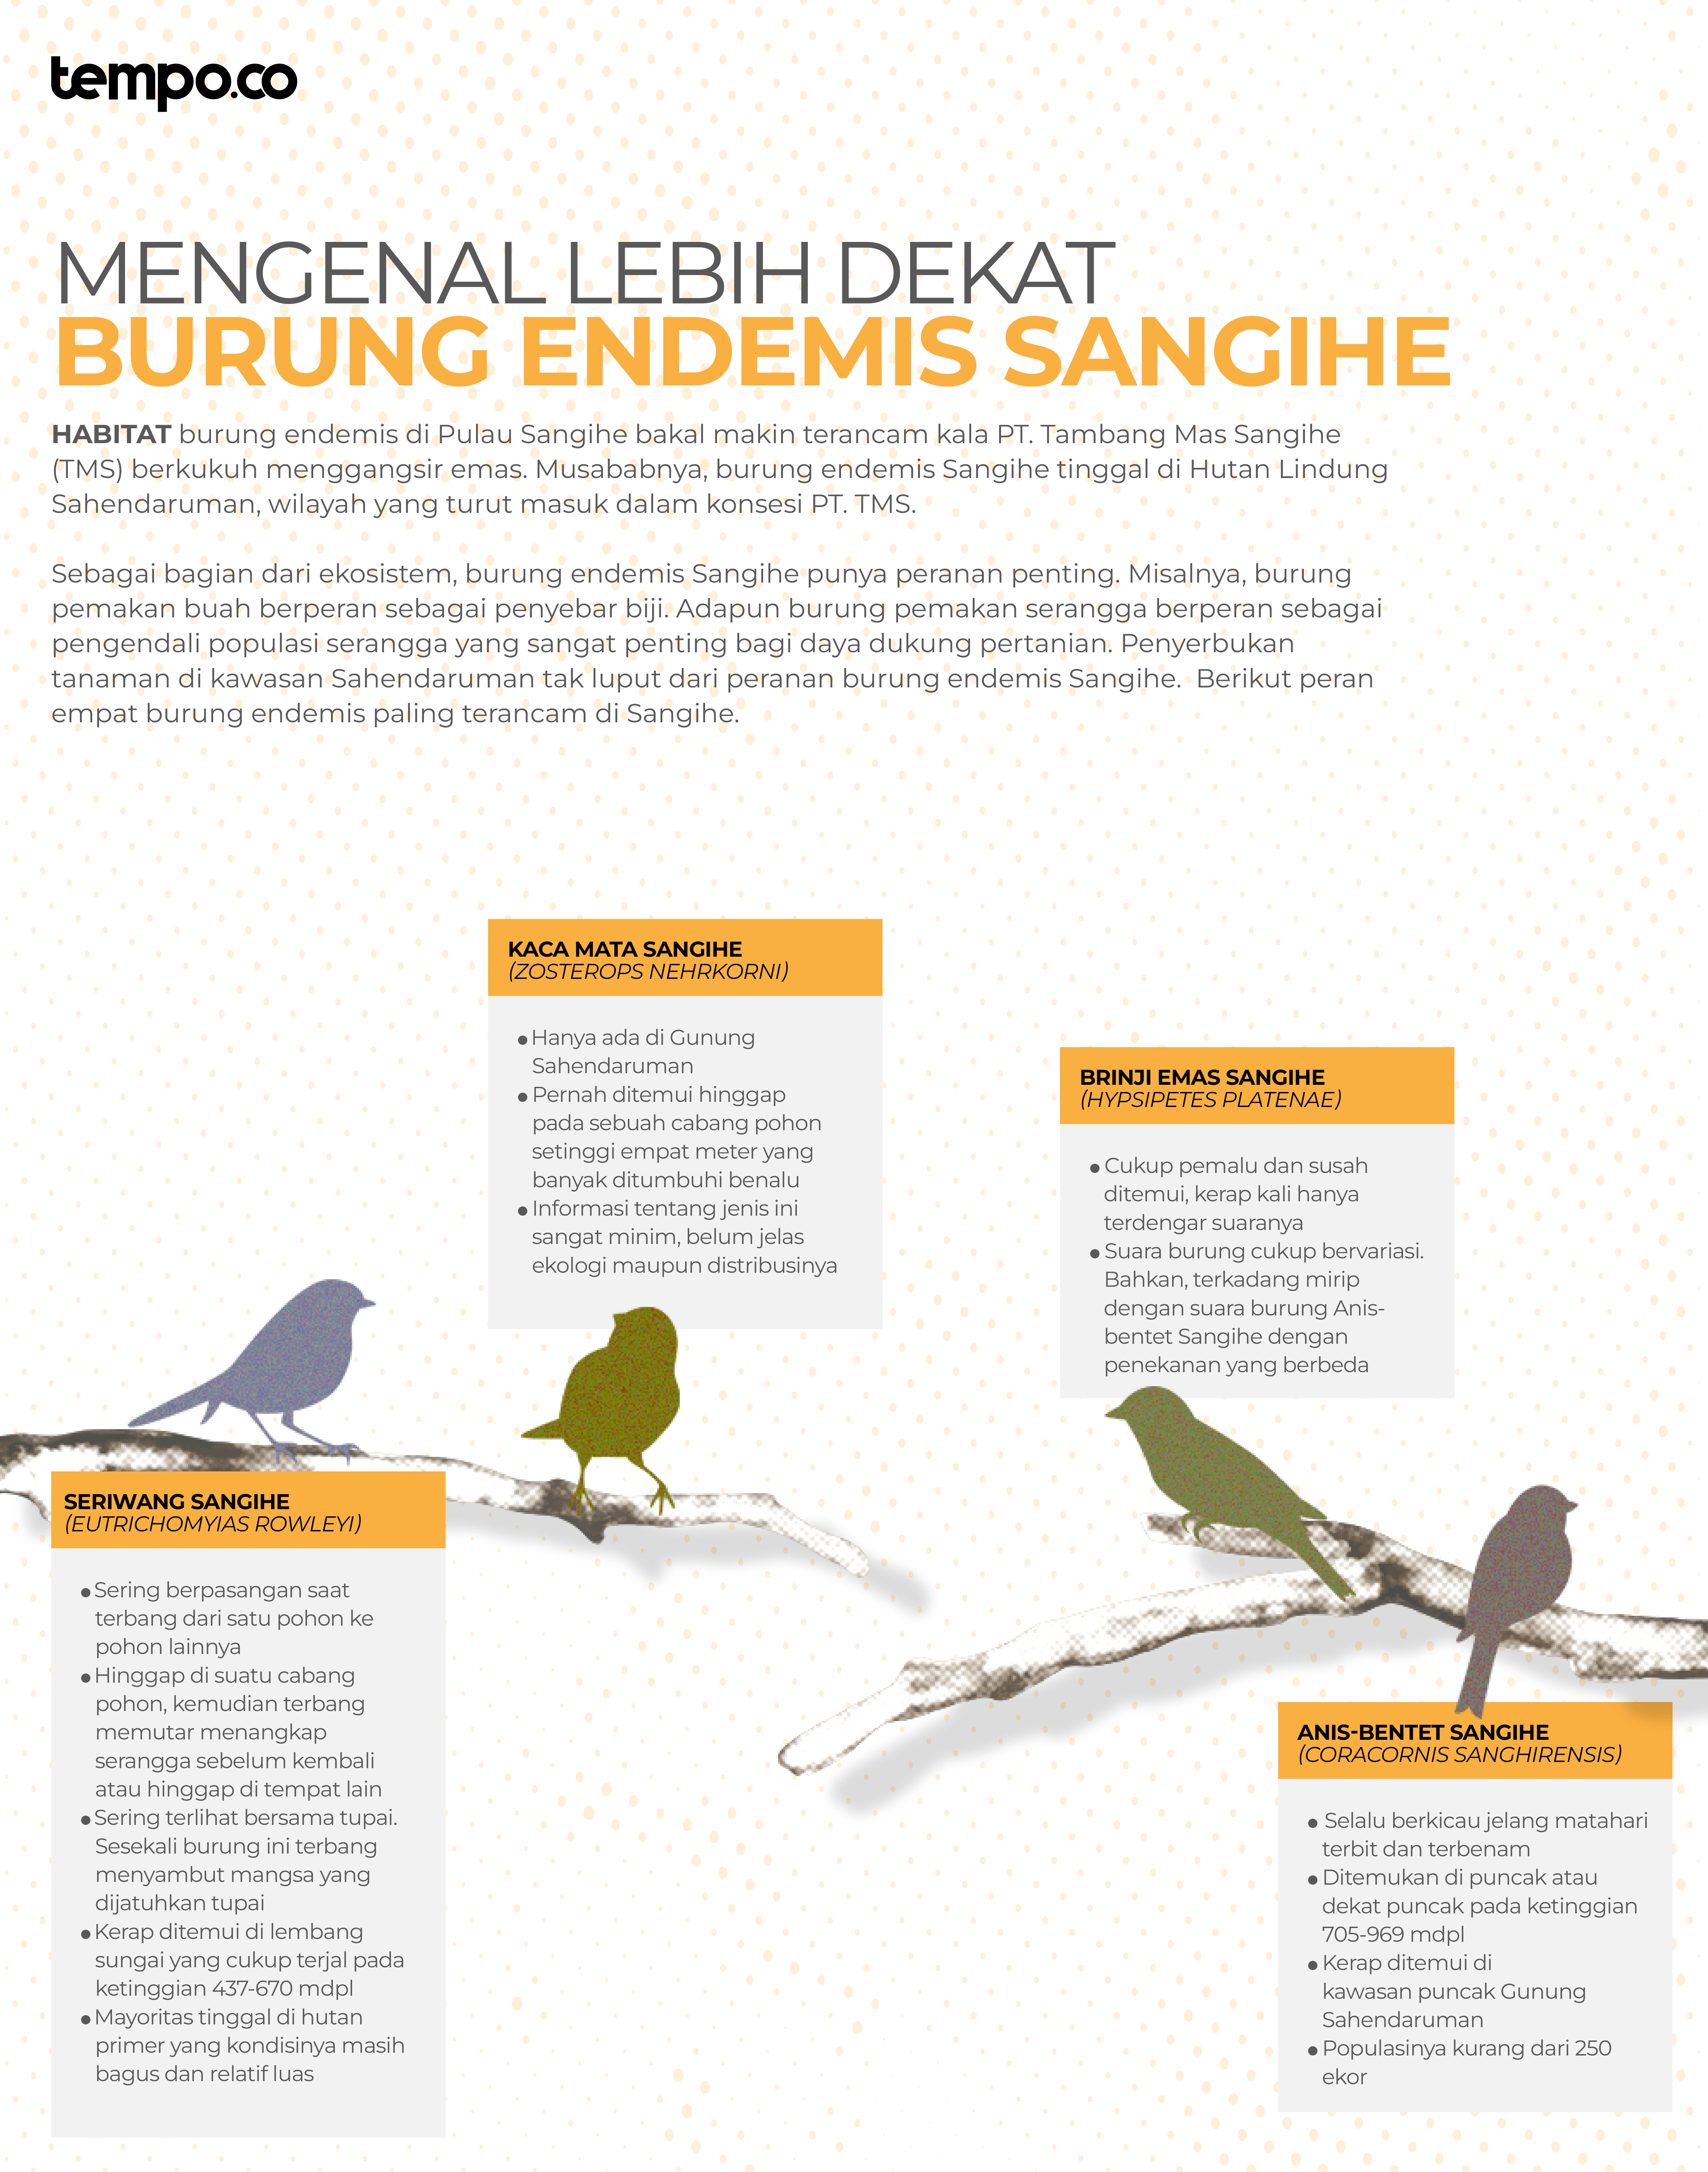 tempo.co
MENGENAL LEBIH DEKAT
BURUNG ENDEMIS SANGIHE
HABITAT burung endemis di Pulau Sangihe bakal makin terancam kala PT. Tambang Mas Sangihe
(TMS) berkukuh menggangsir emas. Musababnya, burung endemis Sangihe tinggal di Hutan Lindung
Sahendaruman, wilayah yang turut masuk dalam konsesi PT. TMS.
Sebagai bagian dari ekosistem, burung endemis Sangihe punya peranan penting. Misalnya, burung
pemakan buah berperan sebagai penyebar biji. Adapun burung pemakan serangga berperan sebagai
pengendali populasi serangga yang sangat penting bagi daya dukung pertanian. Penyerbukan
tanaman di kawasan Sahendaruman tak luput dari peranan burung endemis Sangihe. Berikut peran
empat burung endemis paling terancam di Sangihe.
KACA MATA SANGIHE
(ZOSTEROPS NEHRKORNI)
● Hanya ada di Gunung
Sahendaruman
● Pernah ditemui hinggap
pada sebuah cabang pohon
setinggi empat meter yang
banyak ditumbuhi benalu
● Informasi tentang jenis ini
sangat minim, belum jelas
ekologi maupun distribusinya
BRINJI EMAS SANGIHE
(HYPSIPETES PLATENAE)
● Cukup pemalu dan susah
ditemui, kerap kali hanya
terdengar suaranya
● Suara burung cukup bervariasi.
Bahkan, terkadang mirip
dengan suara burung Anis-
bentet Sangihe dengan
penekanan yang berbeda
SERIWANG SANGIHE
(EUTRICHOMYIAS ROWLEYI)
● Sering berpasangan saat
terbang dari satu pohon ke
pohon lainnya
● Hinggap di suatu cabang
pohon, kemudian terbang
memutar menangkap
serangga sebelum kembali
atau hinggap di tempat lain
● Sering terlihat bersama tupai.
Sesekali burung ini terbang
menyambut mangsa yang
dijatuhkan tupai
● Kerap ditemui di lembang
sungai yang cukup terjal pada
ketinggian 437-670 mdpl
● Mayoritas tinggal di hutan
primer yang kondisinya masih
bagus dan relatif luas
ANIS-BENTET SANGIHE
(CORACORNIS SANGHIRENSIS)
● Selalu berkicau jelang matahari
terbit dan terbenam
● Ditemukan di puncak atau
dekat puncak pada ketinggian
705-969 mdpl
● Kerap ditemui di
kawasan puncak Gunung
Sahendaruman
● Populasinya kurang dari 250
ekor